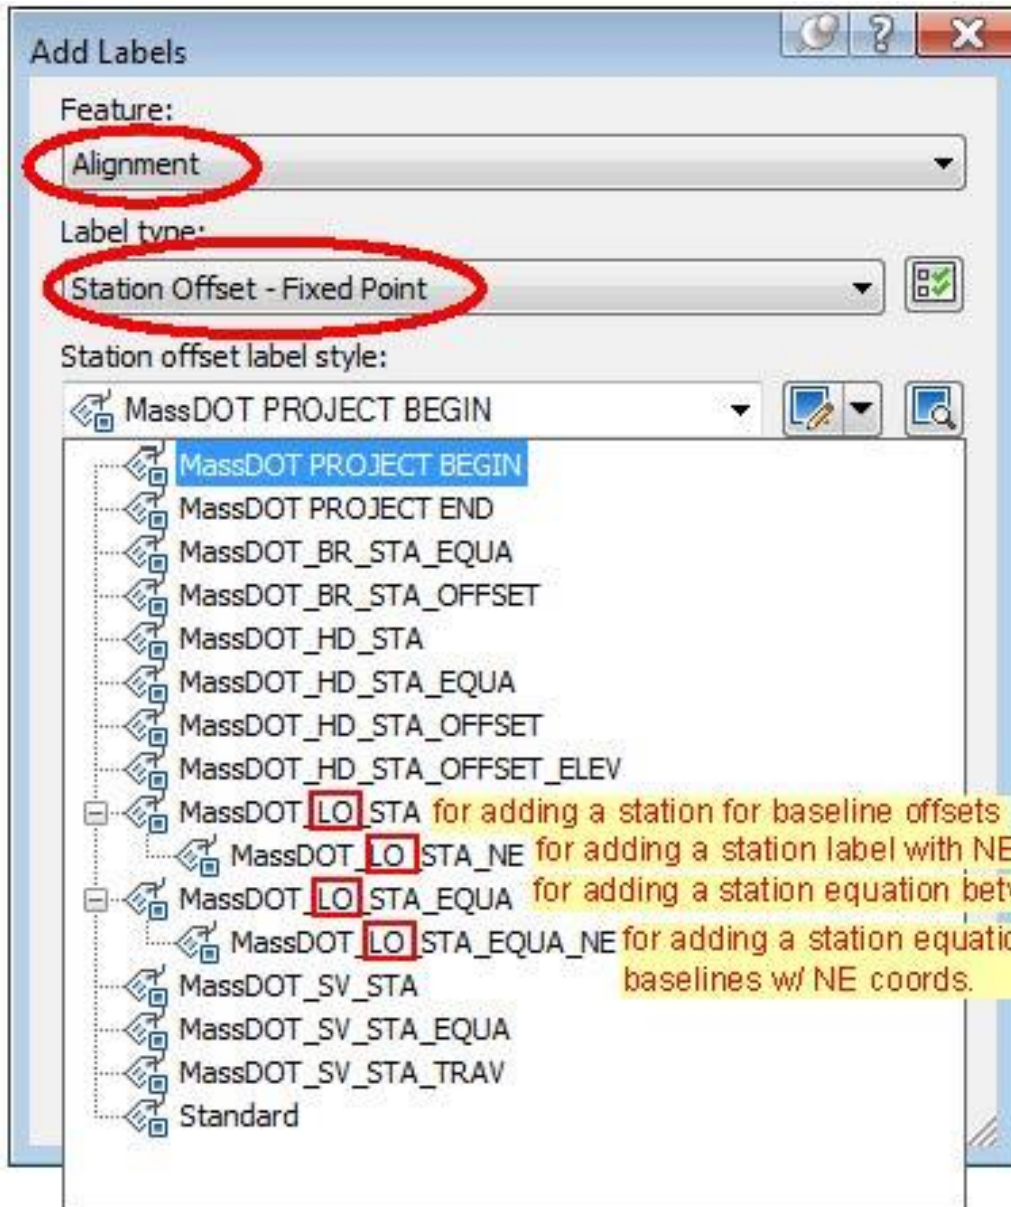 Add Labels
Feature:
Alignment
Label type:
Station Offset - Fixed Point
Station offset label style:
MassDOT PROJECT BEGIN
MassDOT PROJECT BEGIN
MassDOT PROJECT END
MassDOT_BR_STA_EQUA
MassDOT_BR_STA_OFFSET
MassDOT_HD_STA
MassDOT_HD_STA_EQUA
MassDOT_HD_STA_OFFSET
MassDOT_HD_STA_OFFSET_ELEV
MassDOT_LO_STA for adding a station for baseline offsets
MassDOT_LO_STA_NE for adding a station label with NE
MassDOT_LO_STA_EQUA for adding a station equation
MassDOT_LO_STA_EQUA_NE for adding a station
baselines w/ NE coords.
MassDOT_SV_STA
MassDOT_SV_STA_EQUA
MassDOT_SV_STA_TRAV
Standard